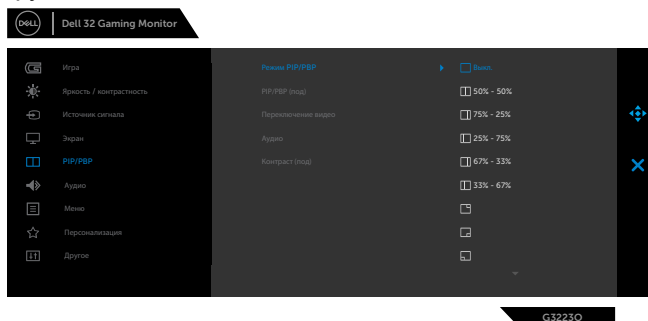 DELL Dell 32 Gaming Monitor
Игра
Яркость / контрастность
Источник сигнала
Экран
PIP/PBP
Аудио
Меню
Персонализация
Другое
Режим PIP/PBP
PIP/PBP (под)
Переключение видео
Аудио
Контраст (под)
Выкл.
50% - 50%
75% - 25%
25% - 75%
67% - 33%
33% - 67%
G3223Q